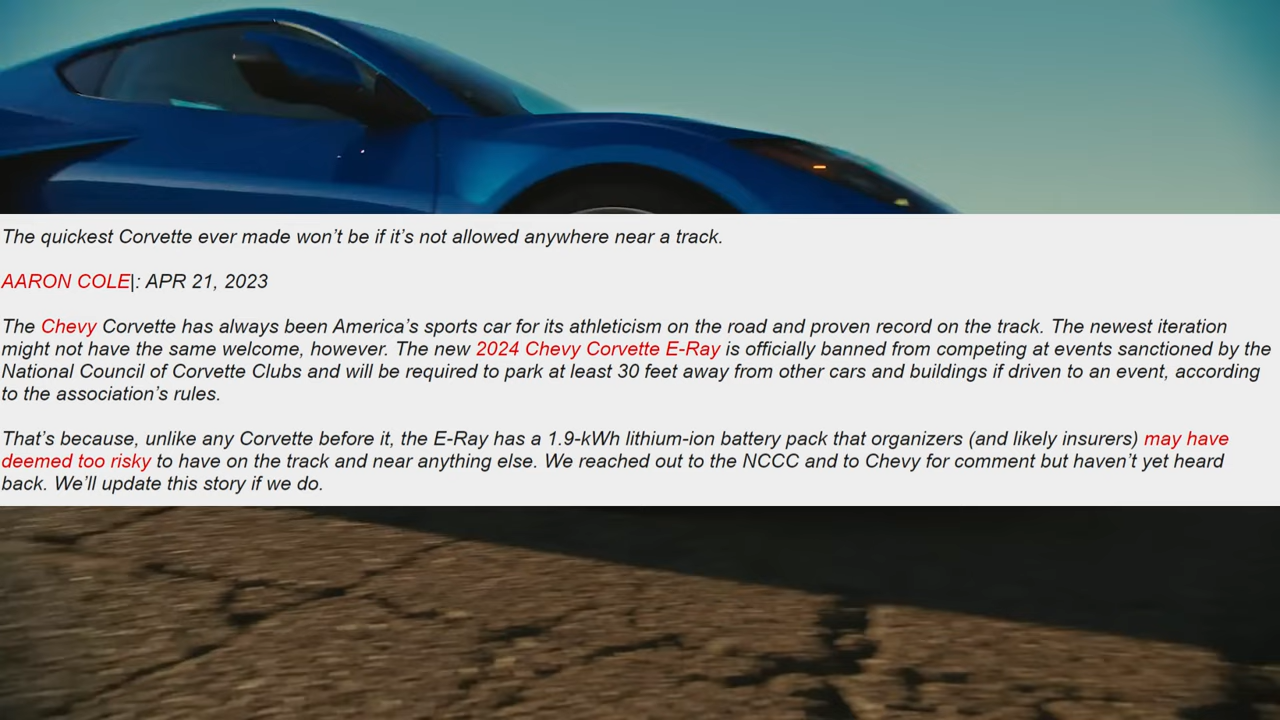 The quickest Corvette ever made won’t be if it’s not allowed anywhere near a track.
AARON COLE|: APR 21, 2023
The Chevy Corvette has always been America’s sports car for its athleticism on the road and proven record on the track. The newest iteration
might not have the same welcome, however. The new 2024 Chevy Corvette E-Ray is officially banned from competing at events sanctioned by the
National Council of Corvette Clubs and will be required to park at least 30 feet away from other cars and buildings if driven to an event, according
to the association’s rules.
That’s because, unlike any Corvette before it, the E-Ray has a 1.9-kWh lithium-ion battery pack that organizers (and likely insurers) may have
deemed too risky to have on the track and near anything else. We reached out to the NCCC and to Chevy for comment but haven’t yet heard
back. We’ll update this story if we do.